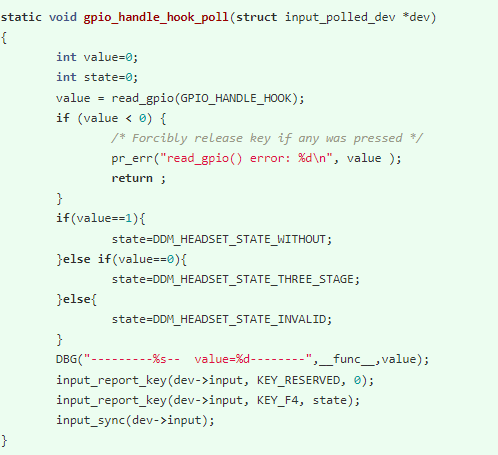 static void gpio_handle_hook_poll(struct input_polled_dev *dev)
{
        int value=0;
        int state=0;
        value = read_gpio(GPIO_HANDLE_HOOK);
        if (value < 0) {
                /* Forcibly release key if any was pressed */
                pr_err("read_gpio() error: %d\n", value );
                return ;
        }
        if(value==1){
                state=DDM_HEADSET_STATE_WITHOUT;
        }else if(value==0){
                state=DDM_HEADSET_STATE_THREE_STAGE;
        }else{
                state=DDM_HEADSET_STATE_INVALID;
        }
        DBG("---------%s--  value=%d--------",__func__,value);
        input_report_key(dev->input, KEY_RESERVED, 0);
        input_report_key(dev->input, KEY_F4, state);
        input_sync(dev->input);
}